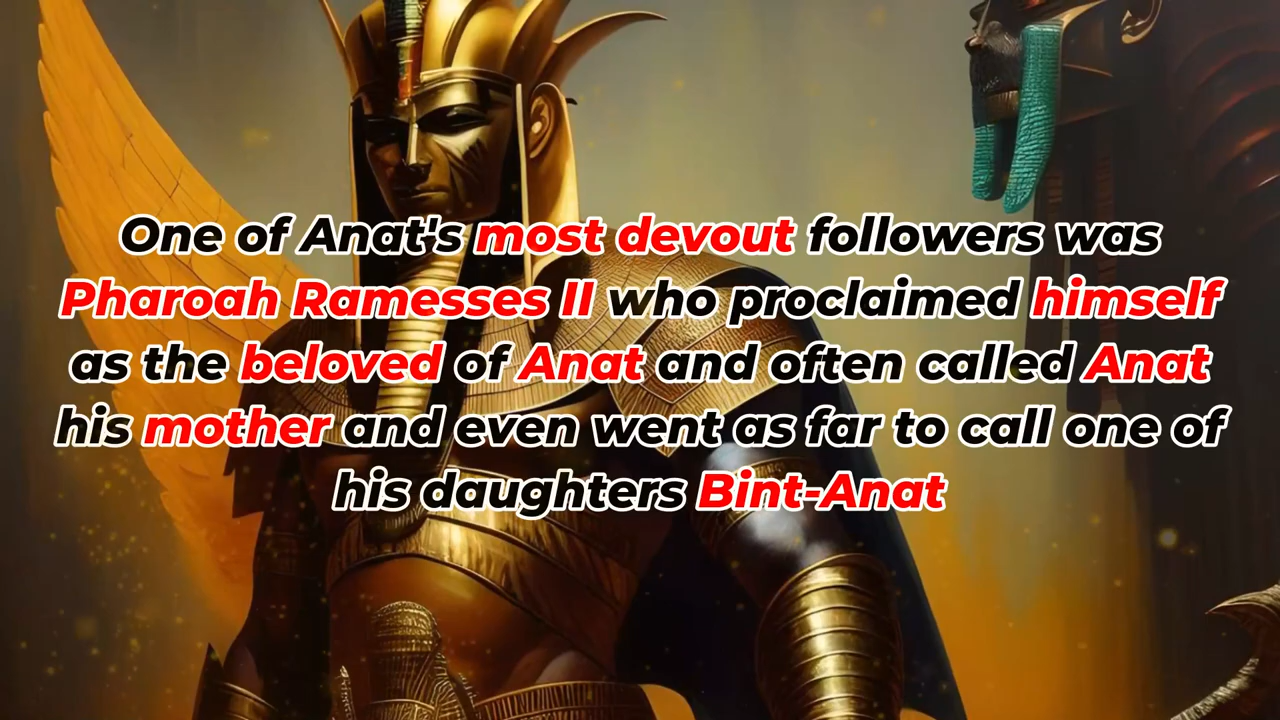 One of Anat's most devout followers was
Pharoah Ramesses II who proclaimed himself
as the beloved of Anat and often called Anat
his mother and even went as far to call one of
his daughters Bint-Anat